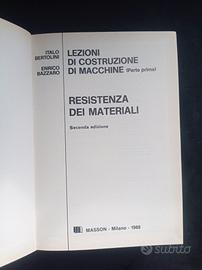 ITALO
BERTOLINI
ENRICO
BAZZARO
LEZIONI
DI COSTRUZIONE
DI MACCHINE (Parte prima)
RESISTENZA
DEI MATERIALI
Seconda edizione
MASSON - Milano - 1988
subito